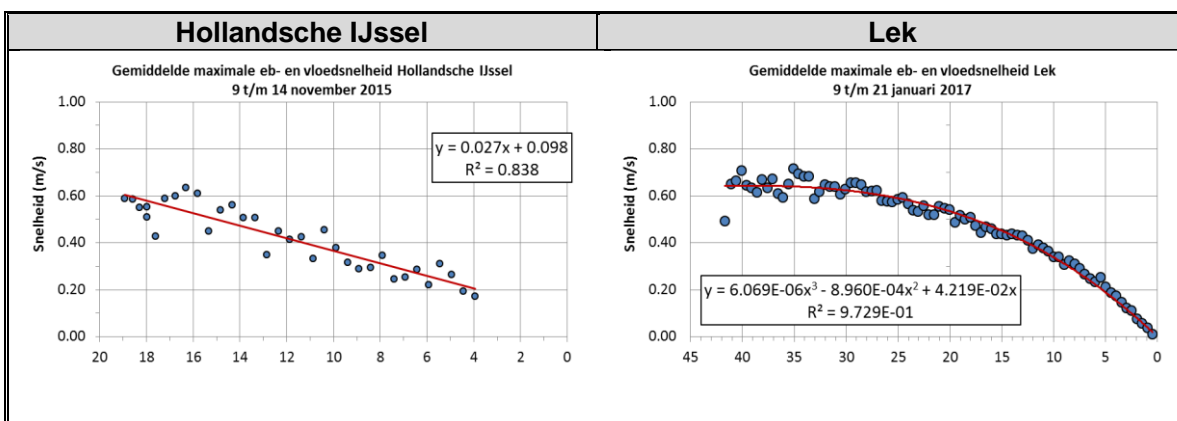 Hollandsche IJssel
Gemiddelde maximale eb- en vloedsnelheid Hollandsche IJssel
9 t/m 14 november 2015
Snelheid (m/s)
1.00
0.80
0.60
0.40
0.20
0.00
y = 0.027x + 0.098
R² = 0.838
20 18 16 14 12 10 8 6 4 2 0
Lek
Gemiddelde maximale eb- en vloedsnelheid Lek
9 t/m 21 januari 2017
Snelheid (m/s)
1.00
0.80
0.60
0.40
0.20
0.00
y = 6.069E-06x³ - 8.960E-04x² + 4.219E-02x
R² = 9.729E-01
45 40 35 30 25 20 15 10 5 0